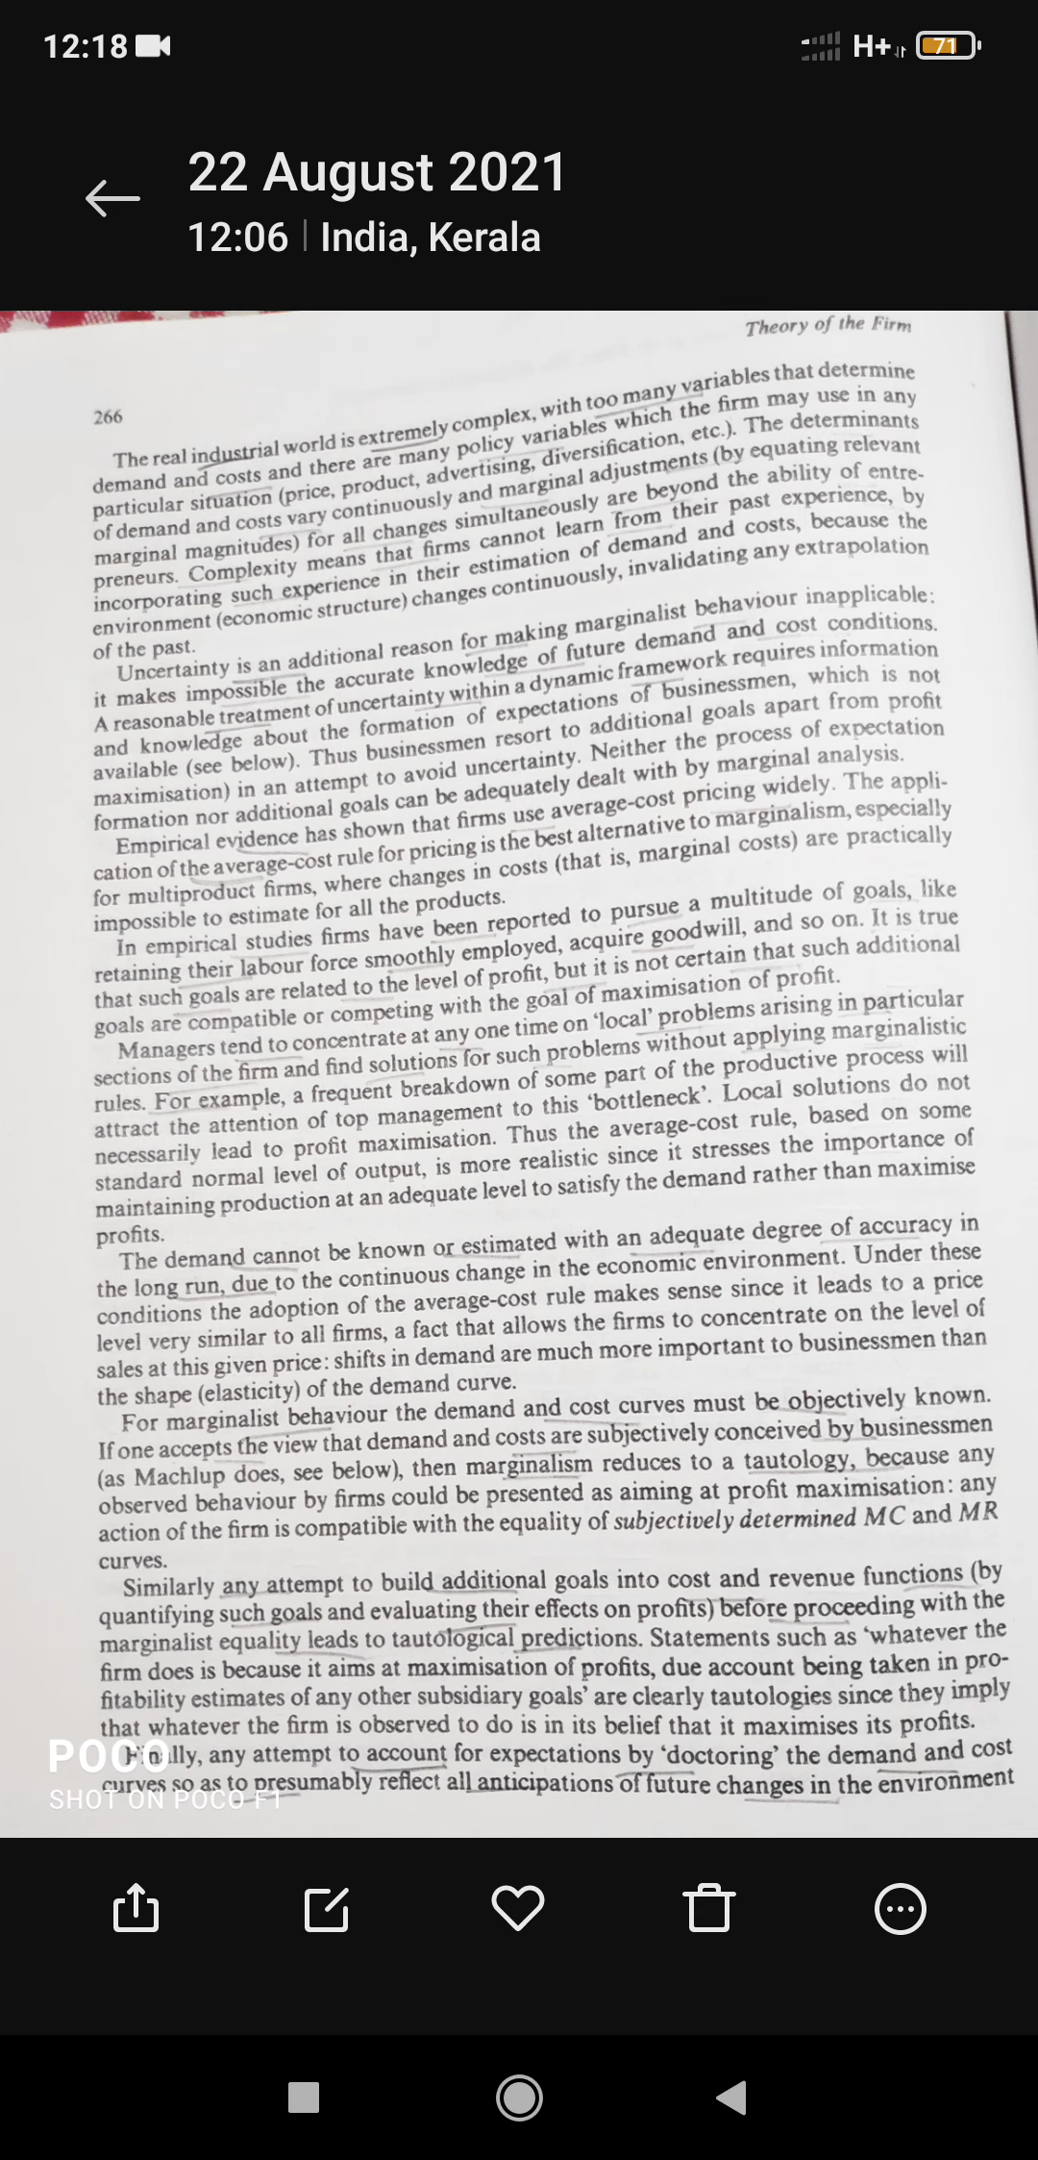 12:18
H+
71
22 August 2021
12:06 | India, Kerala
Theory of the Firm
266
The real industrial world is extremely complex, with too many variables that determine
demand and costs and there are many policy variables which the firm may use in any
particular situation (price, product, advertising, diversification, etc.). The determinants
of demand and costs vary continuously and marginal adjustments (by equating relevant
marginal magnitudes) for all changes simultaneously are beyond the ability of entre-
preneurs. Complexity means that firms cannot learn from their past experience, by
incorporating such experience in their estimation of demand and costs, because the
environment (economic structure) changes continuously, invalidating any extrapolation
of the past.
Uncertainty is an additional reason for making marginalist behaviour inapplicable:
it makes impossible the accurate knowledge of future demand and cost conditions.
A reasonable treatment of uncertainty within a dynamic framework requires information
and knowledge about the formation of expectations of businessmen, which is not
available (see below). Thus businessmen resort to additional goals apart from profit
maximisation) in an attempt to avoid uncertainty. Neither the process of expectation
formation nor additional goals can be adequately dealt with by marginal analysis.
Empirical evidence has shown that firms use average-cost pricing widely. The appli-
cation of the average-cost rule for pricing is the best alternative to marginalism, especially
for multiproduct firms, where changes in costs (that is, marginal costs) are practically
impossible to estimate for all the products.
In empirical studies firms have been reported to pursue a multitude of goals, like
retaining their labour force smoothly employed, acquire goodwill, and so on. It is true
that such goals are related to the level of profit, but it is not certain that such additional
goals are compatible or competing with the goal of maximisation of profit.
Managers tend to concentrate at any one time on 'local' problems arising in particular
sections of the firm and find solutions for such problems without applying marginalistic
rules. For example, a frequent breakdown of some part of the productive process will
attract the attention of top management to this 'bottleneck'. Local solutions do not
necessarily lead to profit maximisation. Thus the average-cost rule, based on some
standard normal level of output, is more realistic since it stresses the importance of
maintaining production at an adequate level to satisfy the demand rather than maximise
profits.
The demand cannot be known or estimated with an adequate degree of accuracy in
the long run, due to the continuous change in the economic environment. Under these
conditions the adoption of the average-cost rule makes sense since it leads to a price
level very similar to all firms, a fact that allows the firms to concentrate on the level of
sales at this given price: shifts in demand are much more important to businessmen than
the shape (elasticity) of the demand curve.
For marginalist behaviour the demand and cost curves must be objectively known.
If one accepts the view that demand and costs are subjectively conceived by businessmen
(as Machlup does, see below), then marginalism reduces to a tautology, because any
observed behaviour by firms could be presented as aiming at profit maximisation: any
action of the firm is compatible with the equality of subjectively determined MC and MR
curves.
Similarly any attempt to build additional goals into cost and revenue functions (by
quantifying such goals and evaluating their effects on profits) before proceeding with the
marginalist equality leads to tautological predictions. Statements such as 'whatever the
firm does is because it aims at maximisation of profits, due account being taken in pro-
fitability estimates of any other subsidiary goals' are clearly tautologies since they imply
that whatever the firm is observed to do is in its belief that it maximises its profits.
Finally, any attempt to account for expectations by 'doctoring' the demand and cost
curves so as to presumably reflect all anticipations of future changes in the environment
POCO
SHOT ON POCO F1